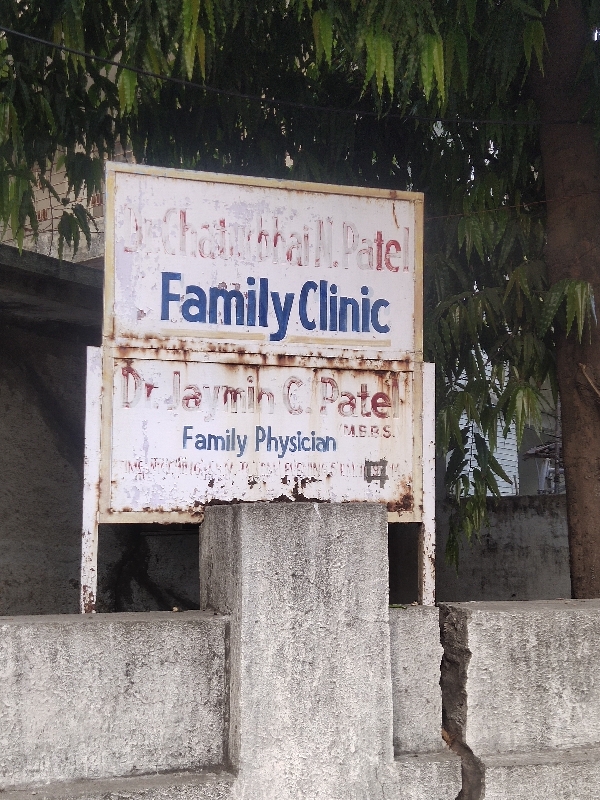 Dr. Chaturbhai N. Patel
Family Clinic
Dr. Jaymin C. Patel
M.B.B.S.
Family Physician